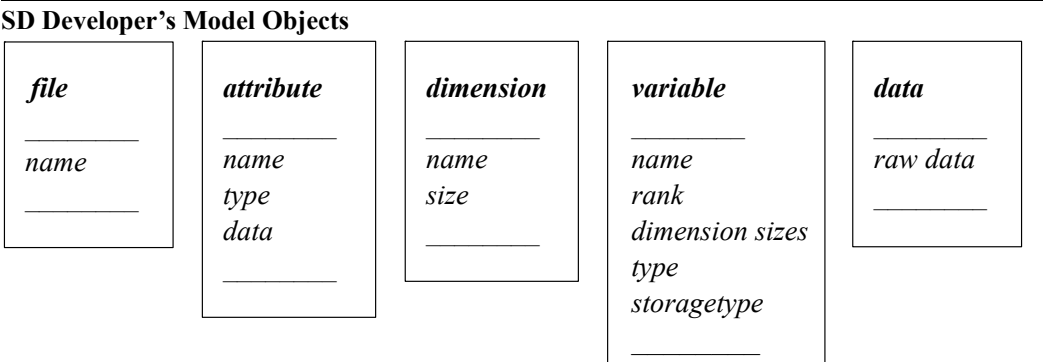 SD Developer’s Model Objects
file
name
attribute
name
type
data
dimension
name
size
variable
name
rank
dimension sizes
type
storagetype
data
raw data